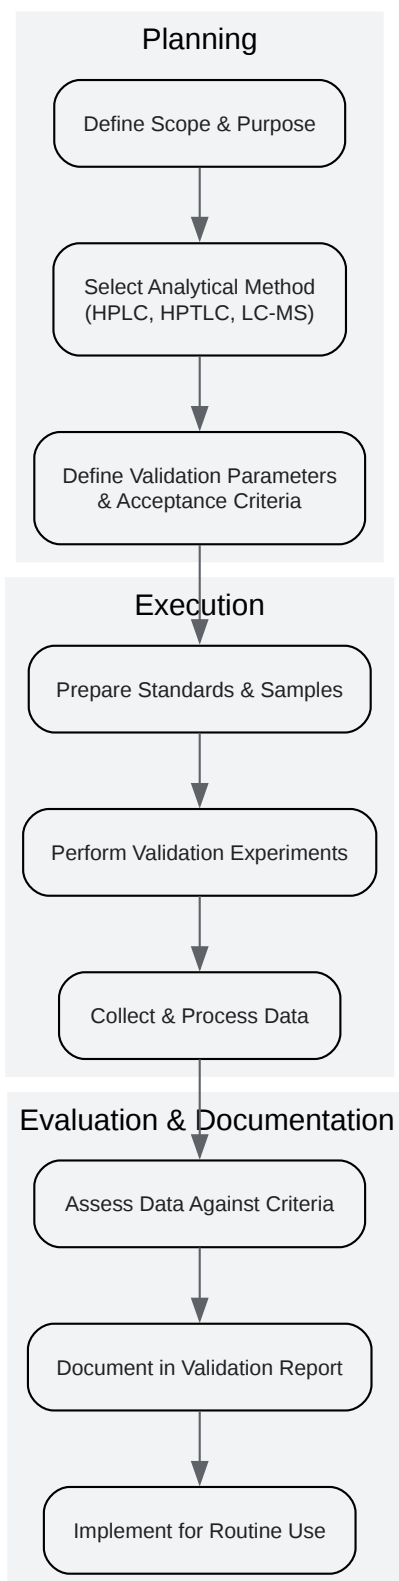 Planning
Define Scope & Purpose
Select Analytical Method
(HPLC, HPTLC, LC-MS)
Define Validation Parameters
& Acceptance Criteria
Execution
Prepare Standards & Samples
Perform Validation Experiments
Collect & Process Data
Evaluation & Documentation
Assess Data Against Criteria
Document in Validation Report
Implement for Routine Use